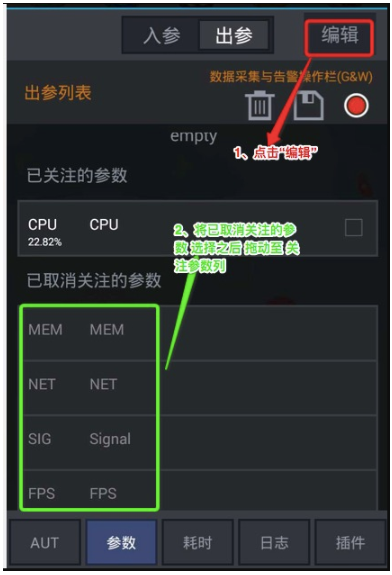 入参 出参 编辑
数据采集与告警操作栏(G&W)
出参列表
empty
1、点击“编辑”
已关注的参数
CPU CPU
22.82%
2、将已取消关注的参
数 选择之后 拖动至 关
注参数列
已取消关注的参数
MEM MEM
NET NET
SIG Signal
FPS FPS
AUT 参数 耗时 日志 插件